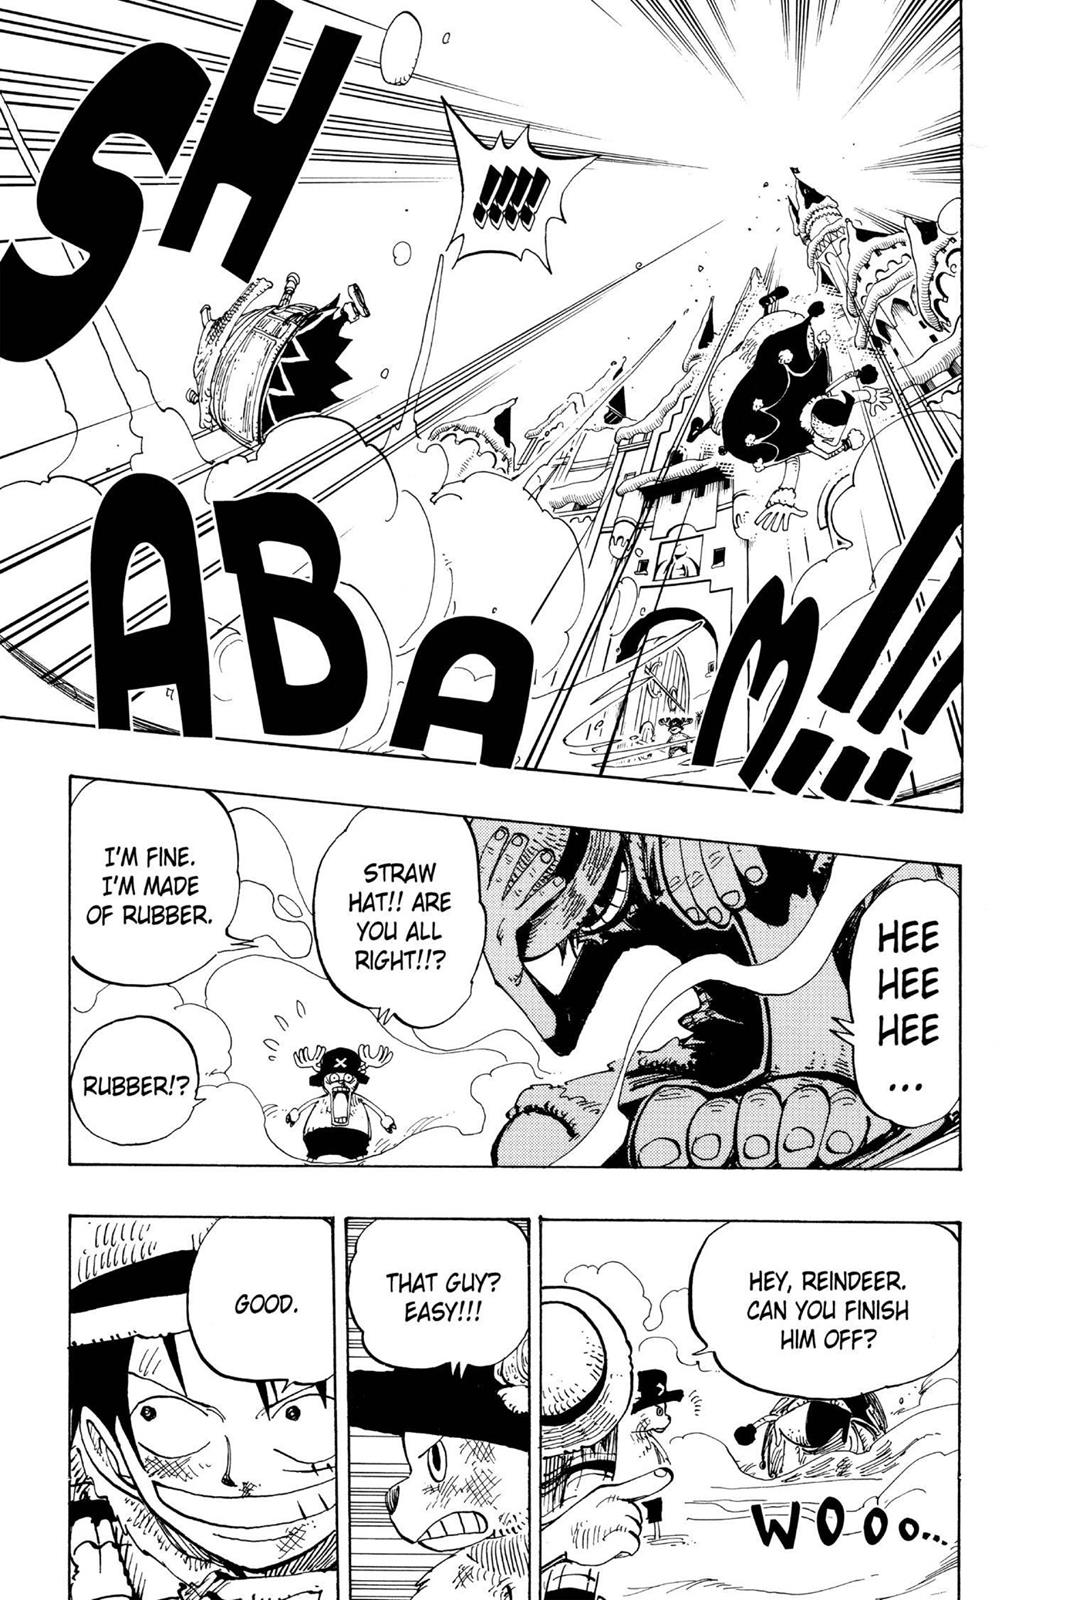 SH
ABAM!!!!!!!
!!!!!
HEE
HEE
HEE
...
STRAW
HAT!! ARE
YOU ALL
RIGHT!!?
I'M FINE.
I'M MADE
OF RUBBER.
RUBBER!?
HEY, REINDEER.
CAN YOU FINISH
HIM OFF?
WOOO...
THAT GUY?
EASY!!!
GOOD.